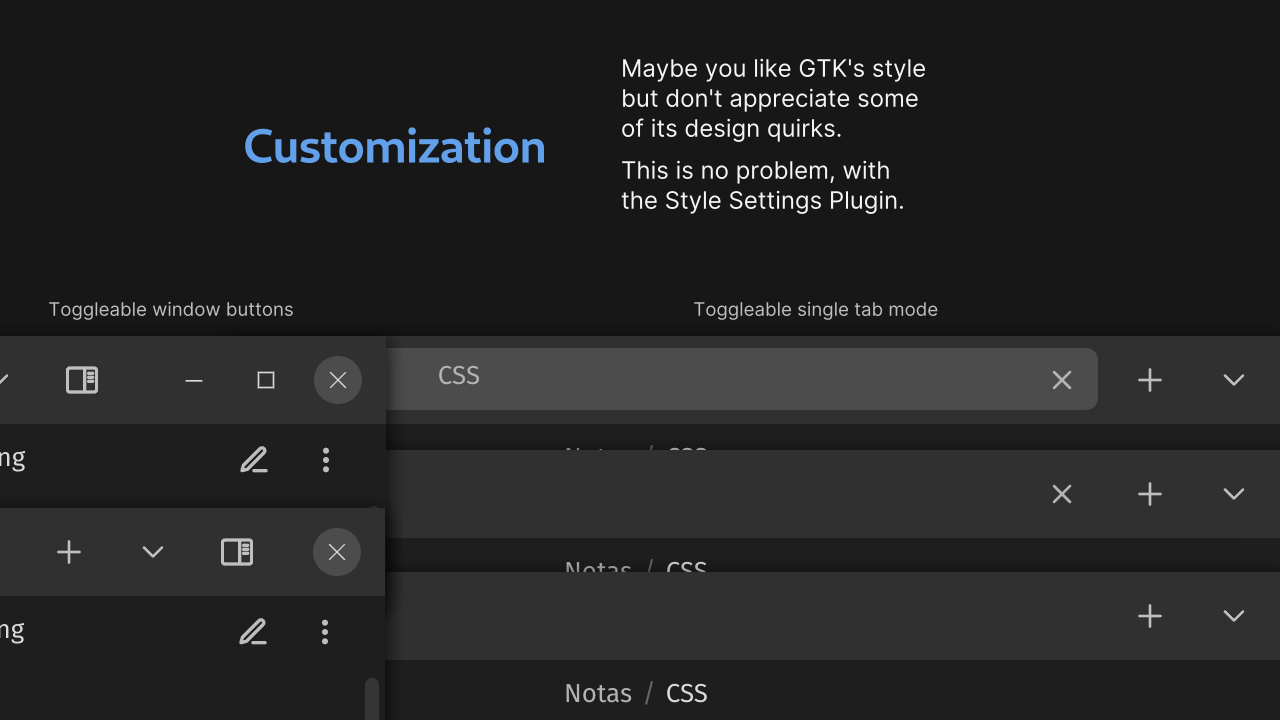 Customization
Maybe you like GTK's style
but don't appreciate some
of its design quirks.
This is no problem, with
the Style Settings Plugin.
Toggleable window buttons
Toggleable single tab mode
CSS
ng
Notas / CSS
Notas / CSS
ng
Notas / CSS